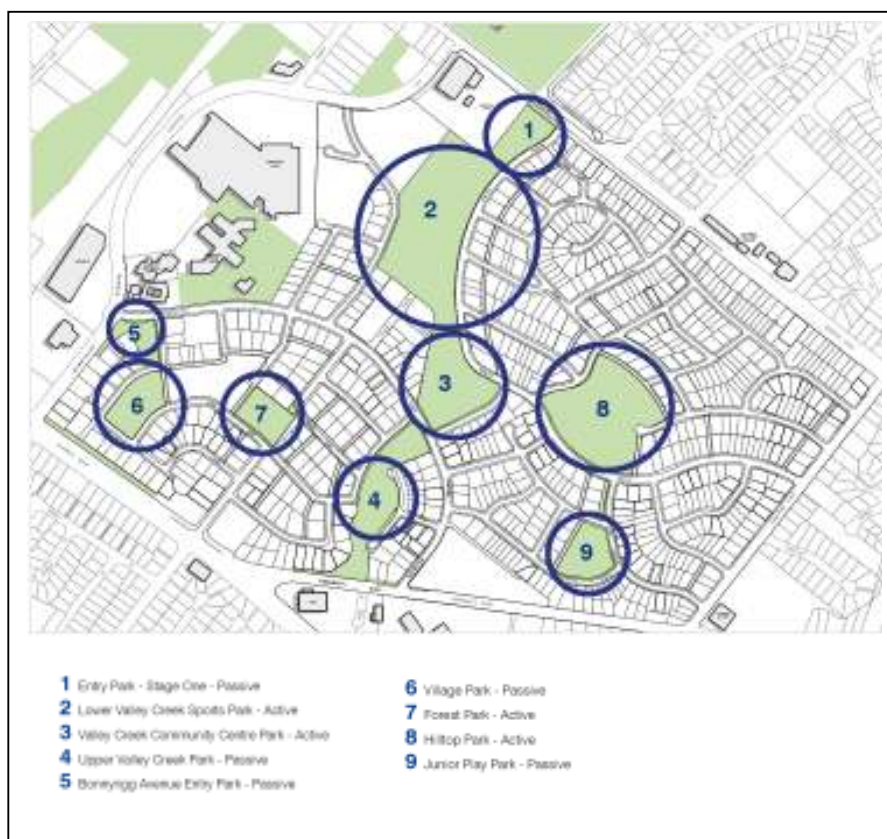 1
2
3
4
5
6
7
8
9
1 Entry Park - Stage One - Passive
2 Lower Valley Creek Sports Park - Active
3 Valley Creek Community Centre Park - Active
4 Upper Valley Creek Park - Passive
5 Bonnyrigg Avenue Entry Park - Passive
6 Village Park - Passive
7 Forest Park - Active
8 Hilltop Park - Active
9 Junior Play Park - Passive